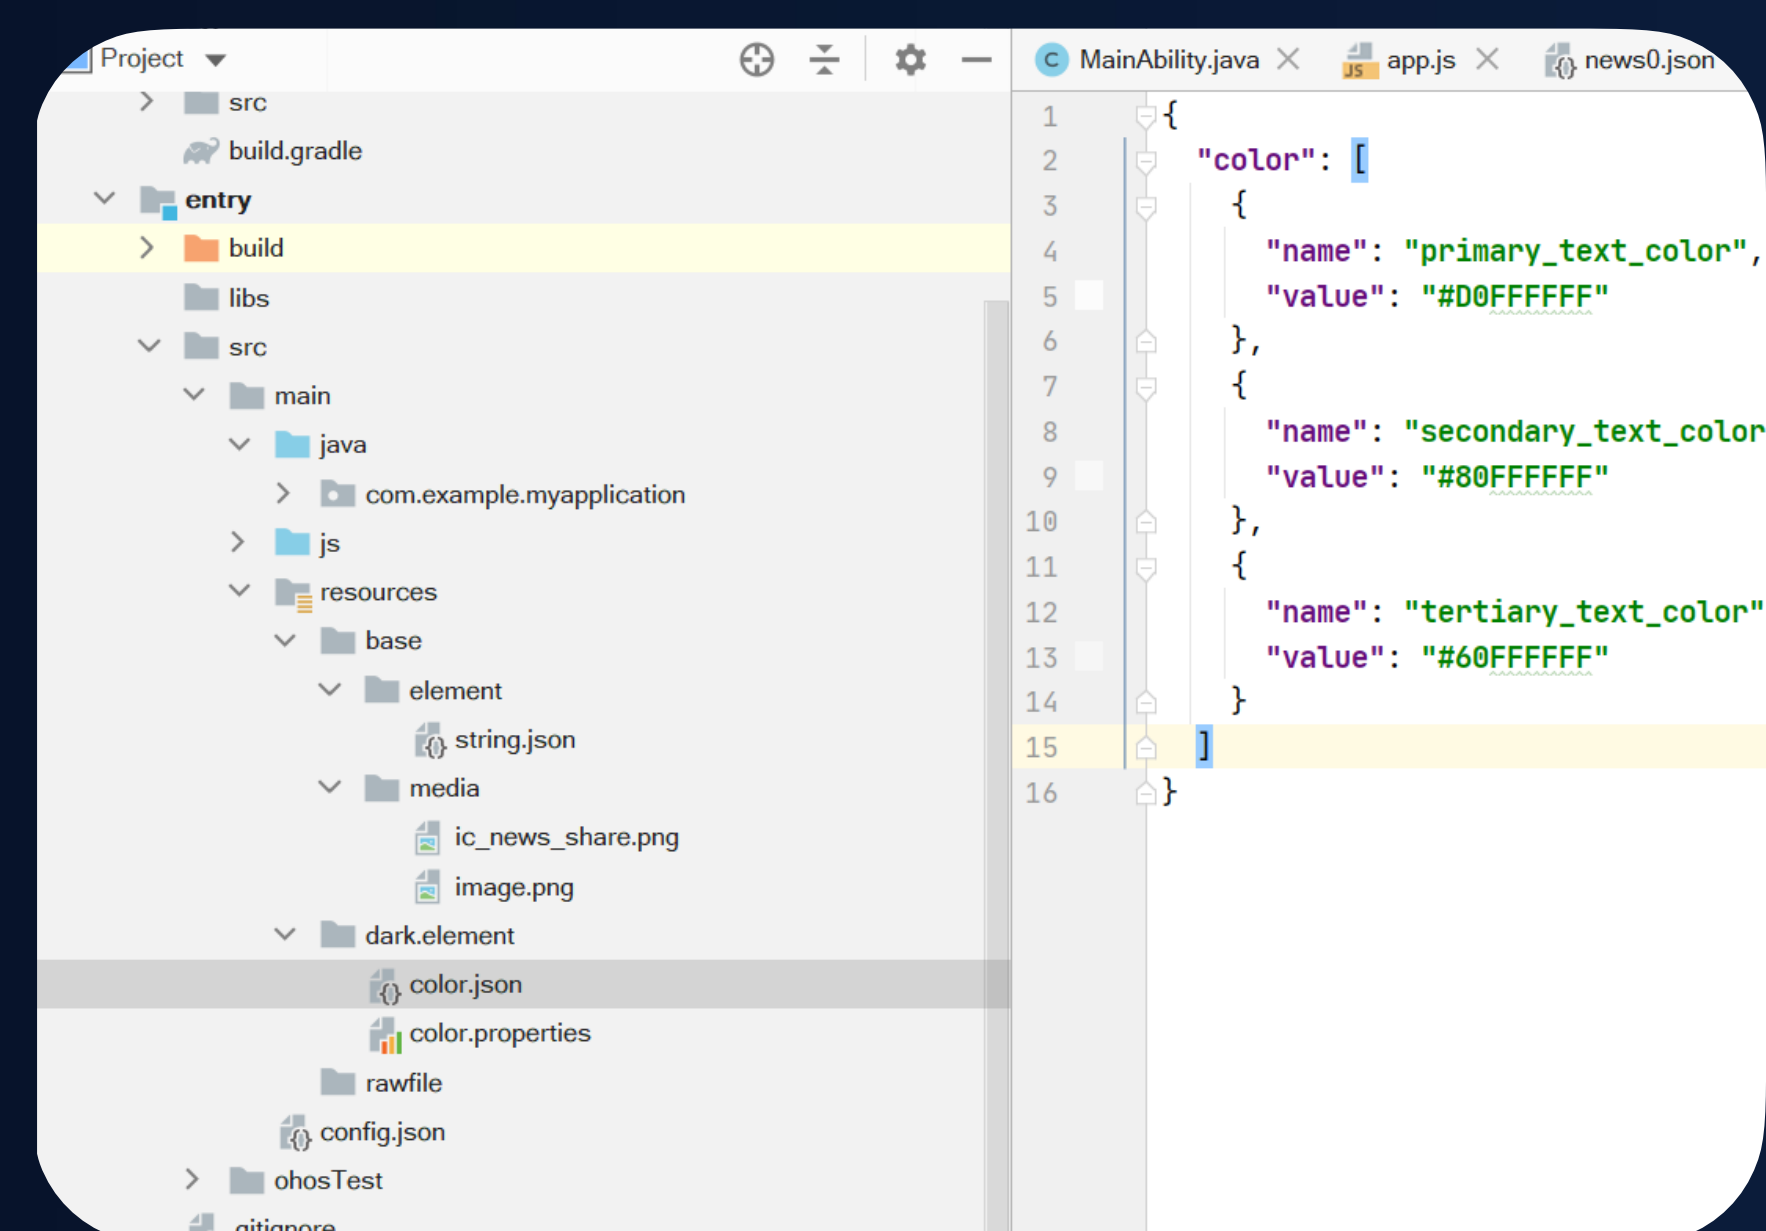 Project
src
build.gradle
entry
build
libs
src
main
java
com.example.myapplication
js
resources
base
element
string.json
media
ic_news_share.png
image.png
dark.element
color.json
color.properties
rawfile
config.json
ohosTest
.gitignore
MainAbility.java app.js news0.json
1 {
2 "color": [
3 {
4 "name": "primary_text_color",
5 "value": "#D0FFFFFF"
6 },
7 {
8 "name": "secondary_text_color
9 "value": "#80FFFFFF"
10 },
11 {
12 "name": "tertiary_text_color"
13 "value": "#60FFFFFF"
14 }
15 ]
16 }